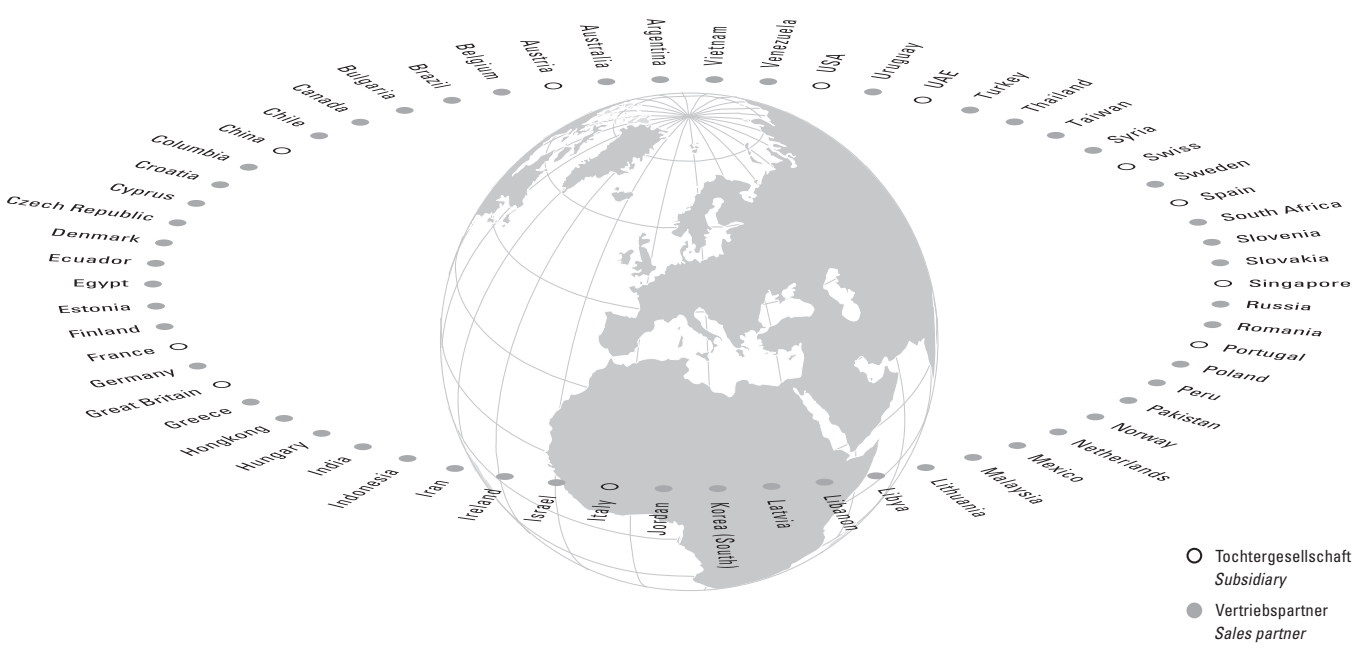 Argentina
Australia
Austria
Belgium
Brazil
Bulgaria
Canada
Chile
China
Columbia
Croatia
Cyprus
Czech Republic
Denmark
Ecuador
Egypt
Estonia
Finland
France
Germany
Great Britain
Greece
Hongkong
Hungary
India
Indonesia
Iran
Ireland
Israel
Italy
Jordan
Korea (South)
Latvia
Libanon
Libya
Lithuania
Malaysia
Mexico
Netherlands
Norway
Pakistan
Peru
Poland
Portugal
Romania
Russia
Singapore
Slovakia
Slovenia
South Africa
Spain
Sweden
Swiss
Syria
Taiwan
Thailand
Turkey
UAE
Uruguay
USA
Venezuela
Vietnam
Tochtergesellschaft
Subsidiary
Vertriebspartner
Sales partner